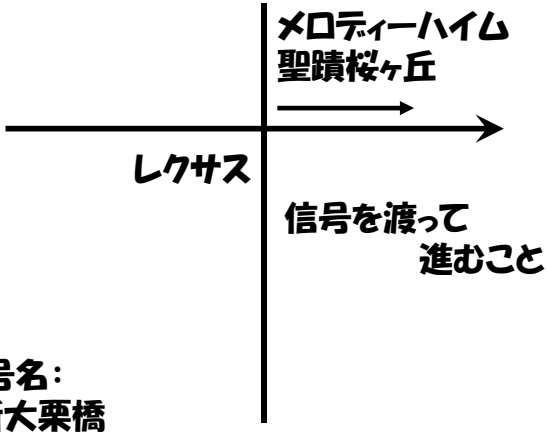 メロディーハイム
聖蹟桜ヶ丘
レクサス
信号を渡って
進むこと
号名：
新大栗橋